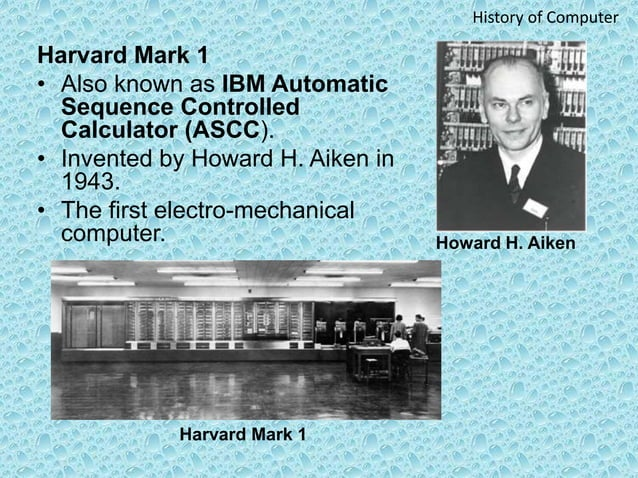 History of Computer
Harvard Mark 1
• Also known as IBM Automatic
Sequence Controlled
Calculator (ASCC).
• Invented by Howard H. Aiken in
1943.
• The first electro-mechanical
computer.
Howard H. Aiken
Harvard Mark 1